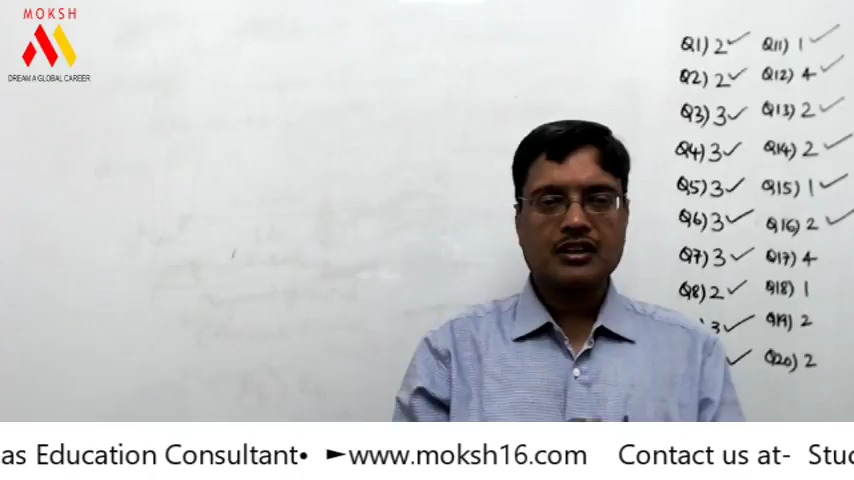 MOKSH
DREAM A GLOBAL CAREER
Q1) 2 ✓ Q11) 1 ✓
Q2) 2 ✓ Q12) 4 ✓
Q3) 3 ✓ Q13) 2 ✓
Q4) 3 ✓ Q14) 2 ✓
Q5) 3 ✓ Q15) 1 ✓
Q6) 3 ✓ Q16) 2 ✓
Q7) 3 ✓ Q17) 4
Q8) 2 ✓ Q18) 1
3 ✓ Q19) 2
✓ Q20) 2
as Education Consultant• ►www.moksh16.com Contact us at- Stud